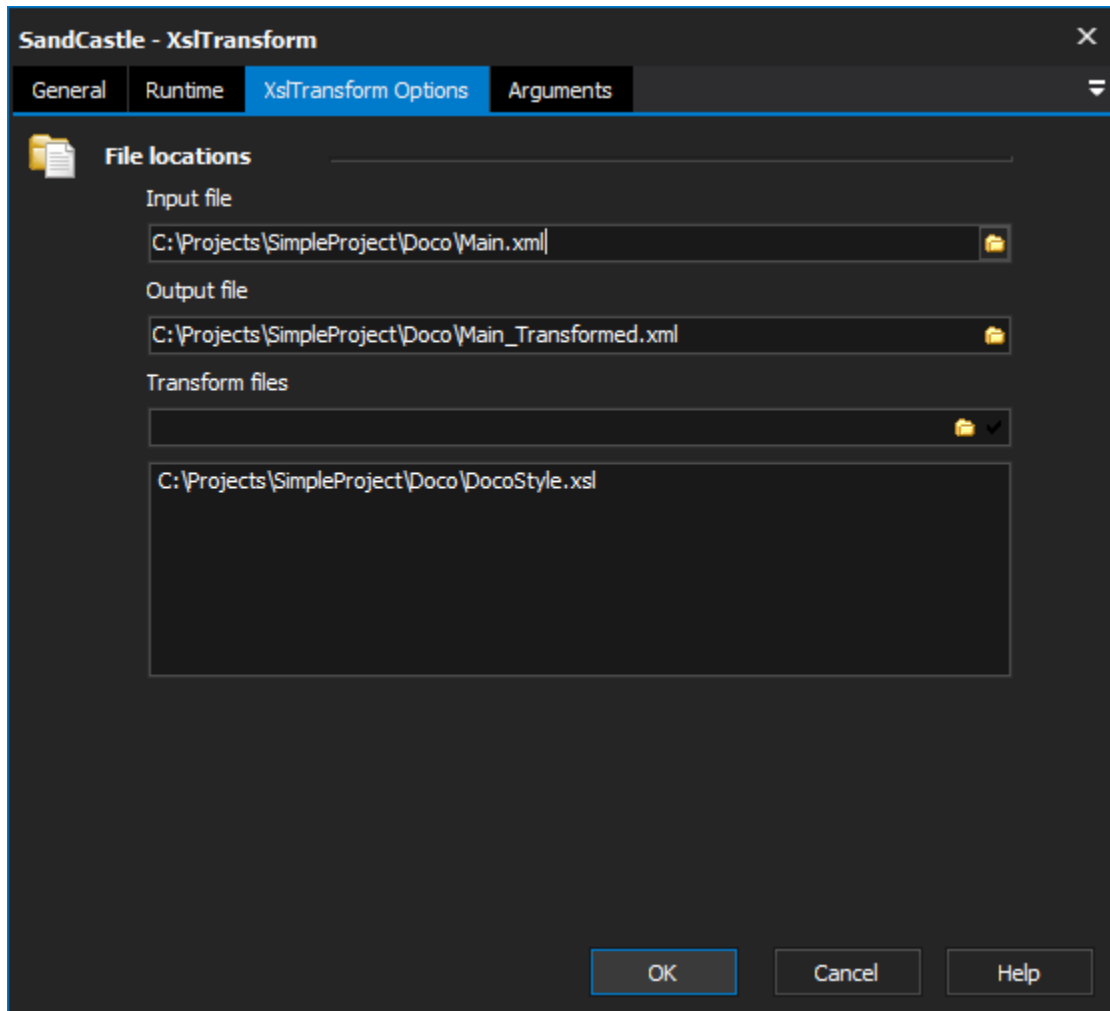 SandCastle - XslTransform
General Runtime XslTransform Options Arguments
File locations
Input file
C:\Projects\SimpleProject\Doco\Main.xml
Output file
C:\Projects\SimpleProject\Doco\Main_Transformed.xml
Transform files
C:\Projects\SimpleProject\Doco\DocoStyle.xsl
OK Cancel Help